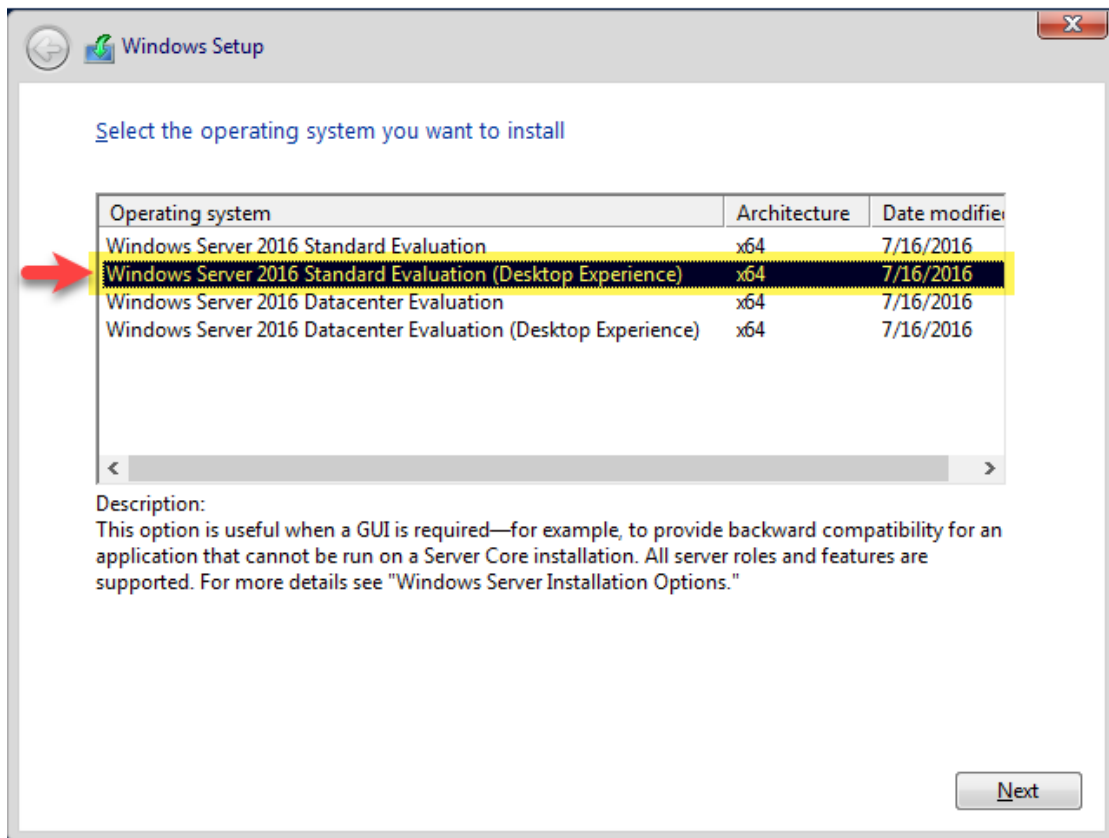 Windows Setup
Select the operating system you want to install
Operating system Architecture Date modified
Windows Server 2016 Standard Evaluation x64 7/16/2016
Windows Server 2016 Standard Evaluation (Desktop Experience) x64 7/16/2016
Windows Server 2016 Datacenter Evaluation x64 7/16/2016
Windows Server 2016 Datacenter Evaluation (Desktop Experience) x64 7/16/2016
Description:
This option is useful when a GUI is required—for example, to provide backward compatibility for an
application that cannot be run on a Server Core installation. All server roles and features are
supported. For more details see "Windows Server Installation Options."
Next